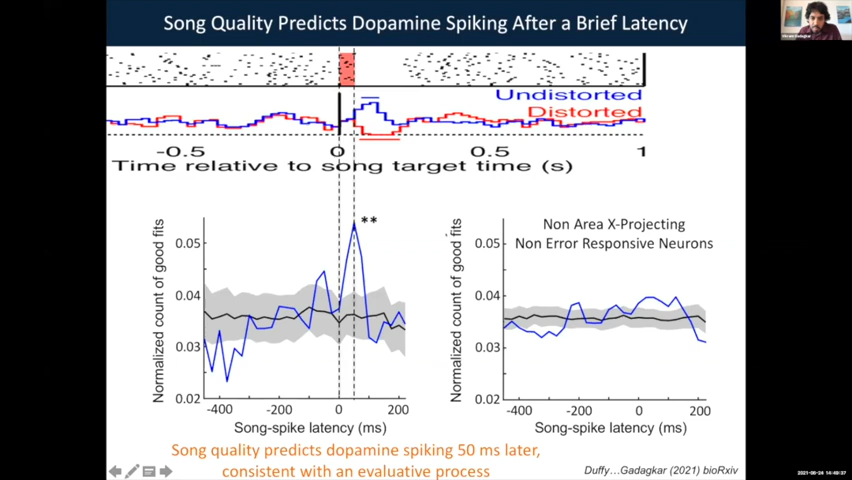 Song Quality Predicts Dopamine Spiking After a Brief Latency
Undistorted
Distorted
-0.5 0 0.5 1
Time relative to song target time (s)
**
Normalized count of good fits
0.05
0.04
0.03
0.02
-400 -200 0 200
Song-spike latency (ms)
Non Area X-Projecting
Non Error Responsive Neurons
Normalized count of good fits
0.05
0.04
0.03
0.02
-400 -200 0 200
Song-spike latency (ms)
Song quality predicts dopamine spiking 50 ms later,
consistent with an evaluative process
Duffy…Gadagkar (2021) bioRxiv